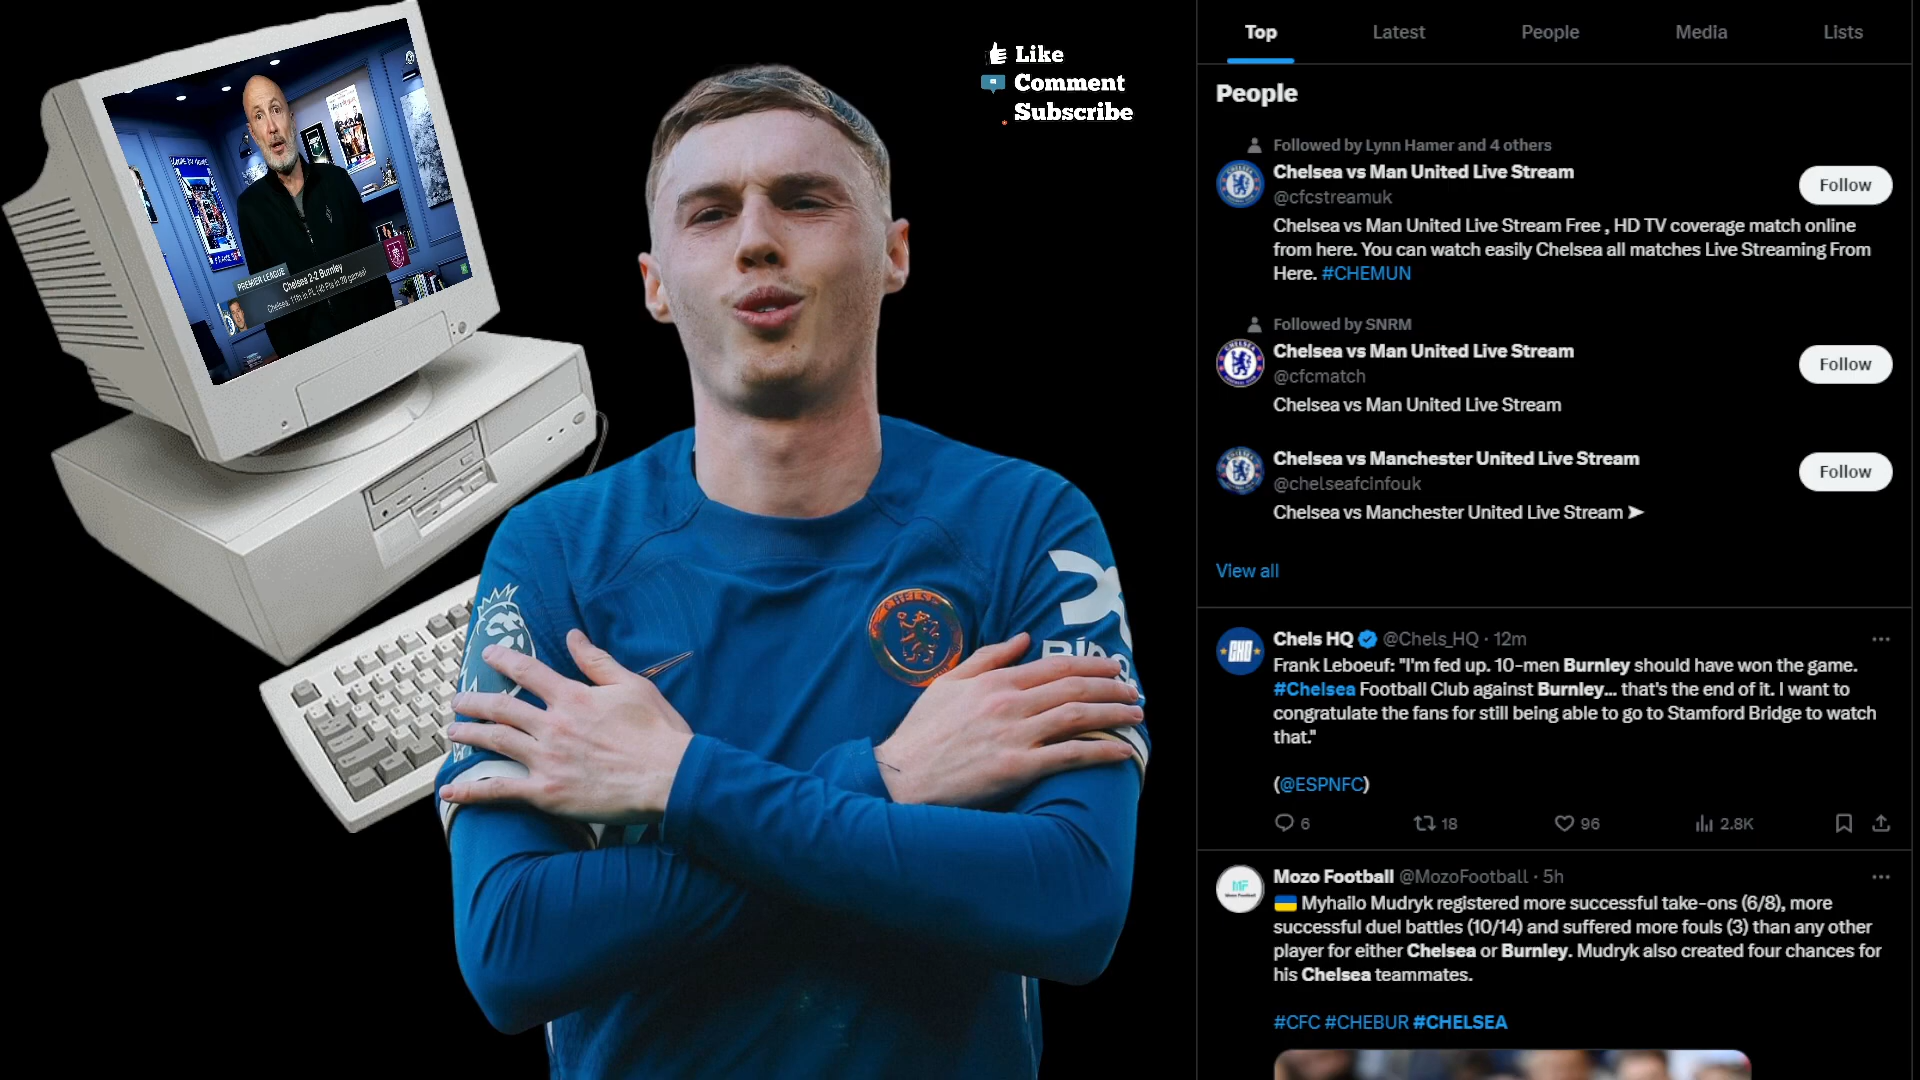 PREMIER LEAGUE
Chelsea 2-2 Burnley
Like
Comment
Subscribe
CHELSEA
Top
Latest
People
Media
Lists
People
Followed by Lynn Hamer and 4 others
Chelsea vs Man United Live Stream
@cfcstreamuk
Follow
Chelsea vs Man United Live Stream Free , HD TV coverage match online
from here. You can watch easily Chelsea all matches Live Streaming From
Here. #CHEMUN
Followed by SNRM
Chelsea vs Man United Live Stream
@cfcmatch
Follow
Chelsea vs Man United Live Stream
Chelsea vs Manchester United Live Stream
@chelseafcinfouk
Follow
Chelsea vs Manchester United Live Stream ➤
View all
CHQ
Chels HQ @Chels_HQ · 12m
Frank Leboeuf: "I'm fed up. 10-men Burnley should have won the game.
#Chelsea Football Club against Burnley... that's the end of it. I want to
congratulate the fans for still being able to go to Stamford Bridge to watch
that."
(@ESPNFC)
6 18 96 2.8K
MF
Mozo Football @MozoFootball · 5h
🇺🇦 Myhailo Mudryk registered more successful take-ons (6/8), more
successful duel battles (10/14) and suffered more fouls (3) than any other
player for either Chelsea or Burnley. Mudryk also created four chances for
his Chelsea teammates.
#CFC #CHEBUR #CHELSEA